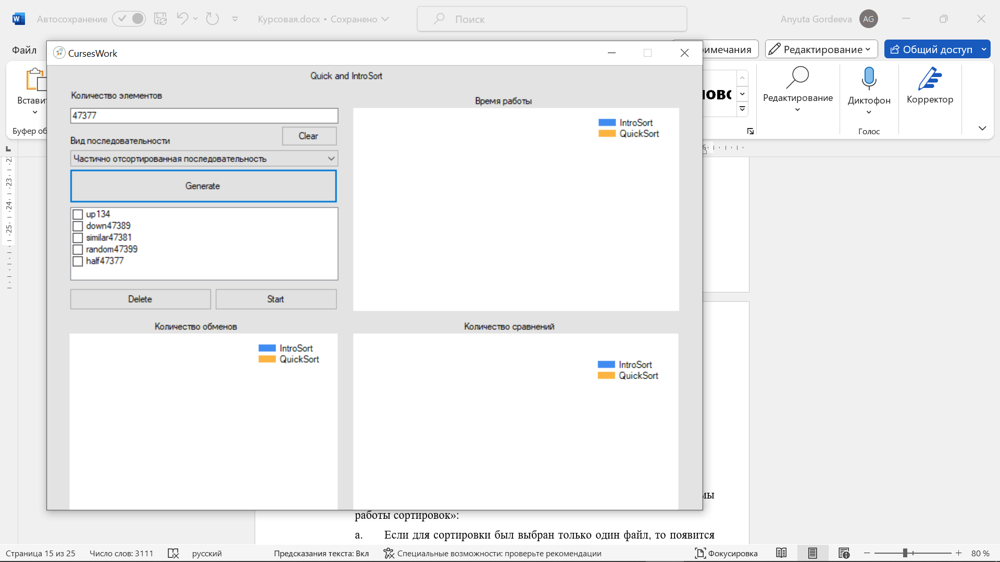 Автосохранение
Курсовая.docx • Сохранено
Поиск
Anyuta Gordeeva
AG
Файл
имечания
Редактирование
Общий доступ
Редактирование
Диктофон
Корректор
Буфер об
Голос
CursesWork
Quick and IntroSort
Количество элементов
47377
Clear
Вид последовательности
Частично отсортированная последовательность
Generate
up134
down47389
similar47381
random47399
half47377
Delete
Start
Время работы
IntroSort
QuickSort
Количество обменов
IntroSort
QuickSort
Количество сравнений
IntroSort
QuickSort
23
24
25
мы
работы сортировок»:
a. Если для сортировки был выбран только один файл, то появится
Страница 15 из 25
Число слов: 3111
русский
Предсказания текста: Вкл
Специальные возможности: проверьте рекомендации
Фокусировка
80 %